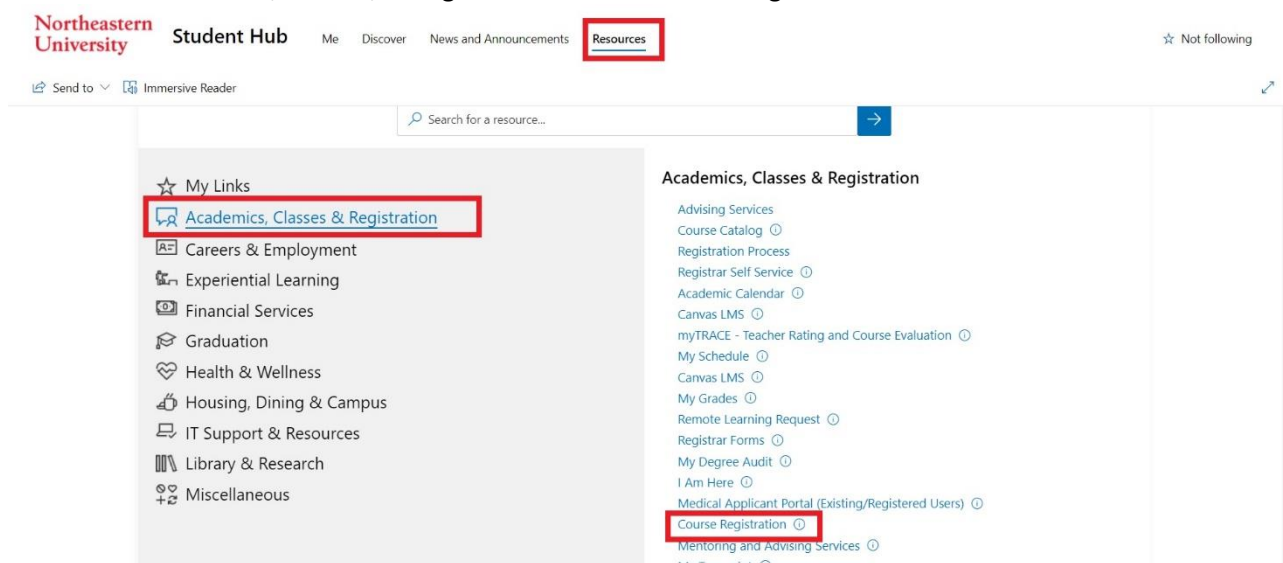 Northeastern
University
Student Hub
Me Discover News and Announcements Resources
Not following
Send to Immersive Reader
Search for a resource...
My Links
Academics, Classes & Registration
Careers & Employment
Experiential Learning
Financial Services
Graduation
Health & Wellness
Housing, Dining & Campus
IT Support & Resources
Library & Research
Miscellaneous
Academics, Classes & Registration
Advising Services
Course Catalog
Registration Process
Registrar Self Service
Academic Calendar
Canvas LMS
myTRACE - Teacher Rating and Course Evaluation
My Schedule
Canvas LMS
My Grades
Remote Learning Request
Registrar Forms
My Degree Audit
I Am Here
Medical Applicant Portal (Existing/Registered Users)
Course Registration
Mentoring and Advising Services